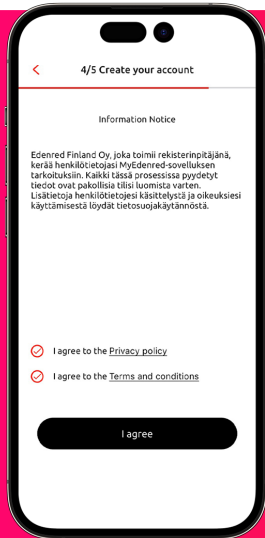 4/5 Create your account
Information Notice
Edenred Finland Oy, joka toimii rekisterinpitäjänä,
kerää henkilötietojasi MyEdenred-sovelluksen
tarkoituksiin. Kaikki tässä prosessissa pyydetyt
tiedot ovat pakollisia tilisi luomista varten.
Lisätietoja henkilötietojesi käsittelystä ja oikeuksiesi
käyttämisestä löydät tietosuojakäytännöstä.
I agree to the Privacy policy
I agree to the Terms and conditions
I agree